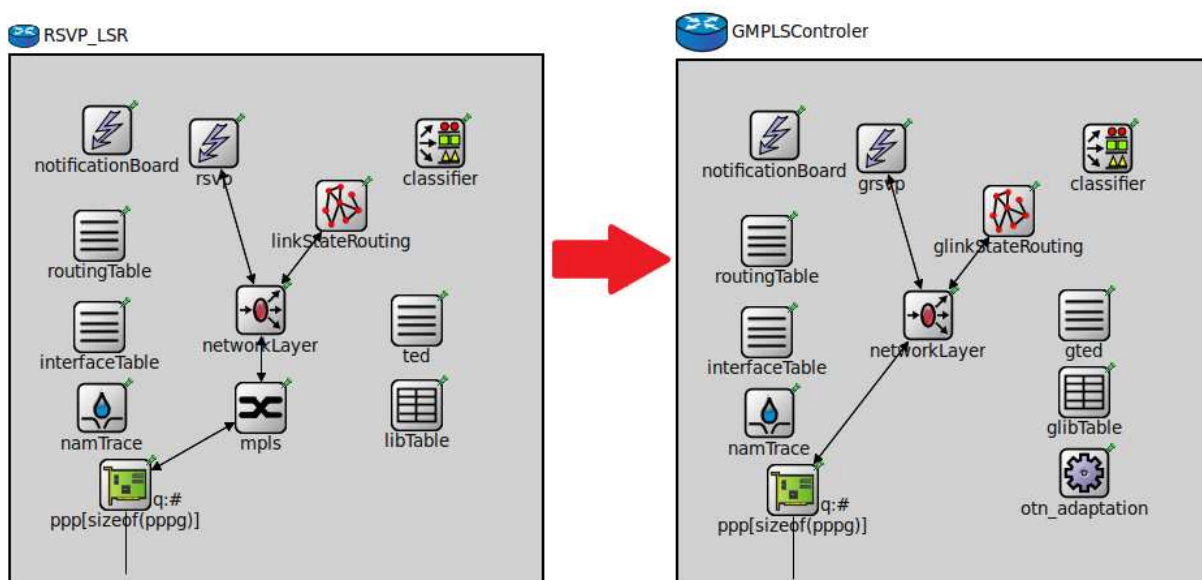 RSVP_LSR
notificationBoard
rsvp
classifier
linkStateRouting
routingTable
networkLayer
interfaceTable
ted
namTrace
mpls
libTable
q:#
ppp[sizeof(pppg)]
GMPLSControler
notificationBoard
grsvp
classifier
glinkStateRouting
routingTable
networkLayer
interfaceTable
gted
namTrace
glibTable
q:#
ppp[sizeof(pppg)]
otn_adaptation